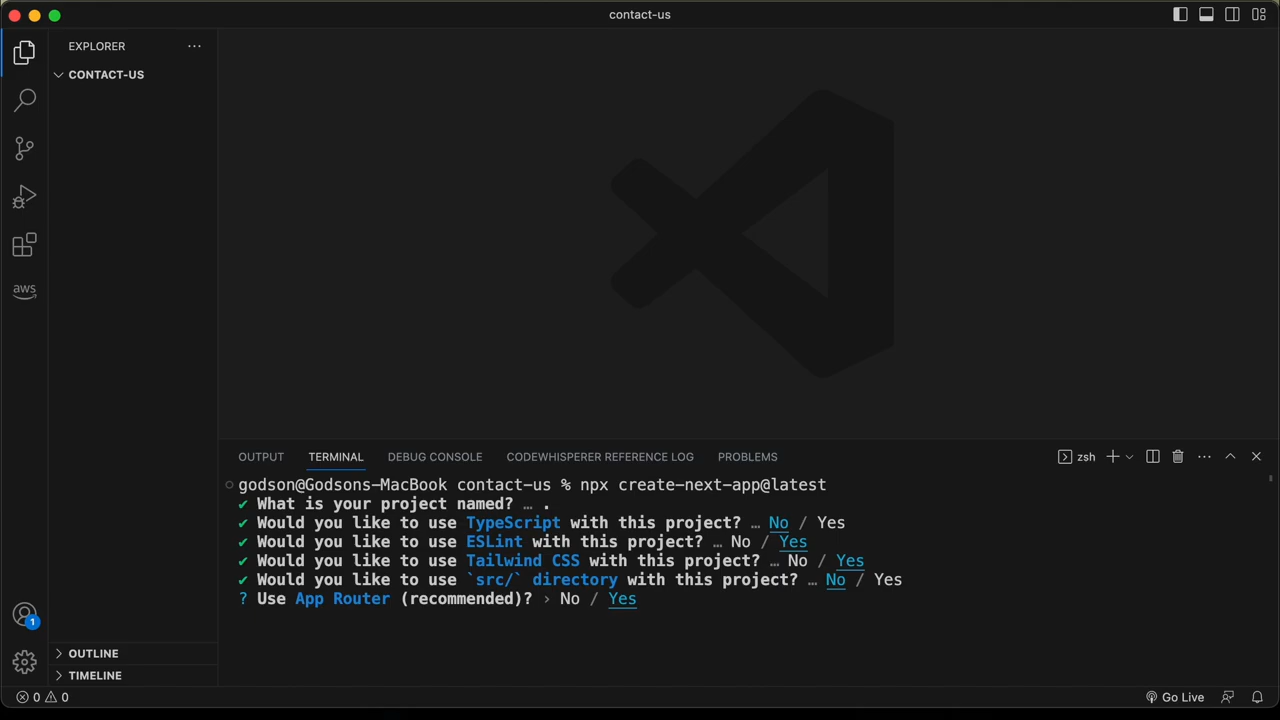 contact-us
EXPLORER
CONTACT-US
aws
1
OUTLINE
TIMELINE
OUTPUT TERMINAL DEBUG CONSOLE CODEWHISPERER REFERENCE LOG PROBLEMS zsh
godson@Godsons-MacBook contact-us % npx create-next-app@latest
✔ What is your project named? … .
✔ Would you like to use TypeScript with this project? … No / Yes
✔ Would you like to use ESLint with this project? … No / Yes
✔ Would you like to use Tailwind CSS with this project? … No / Yes
✔ Would you like to use `src/` directory with this project? … No / Yes
? Use App Router (recommended)? › No / Yes
0 0 Go Live